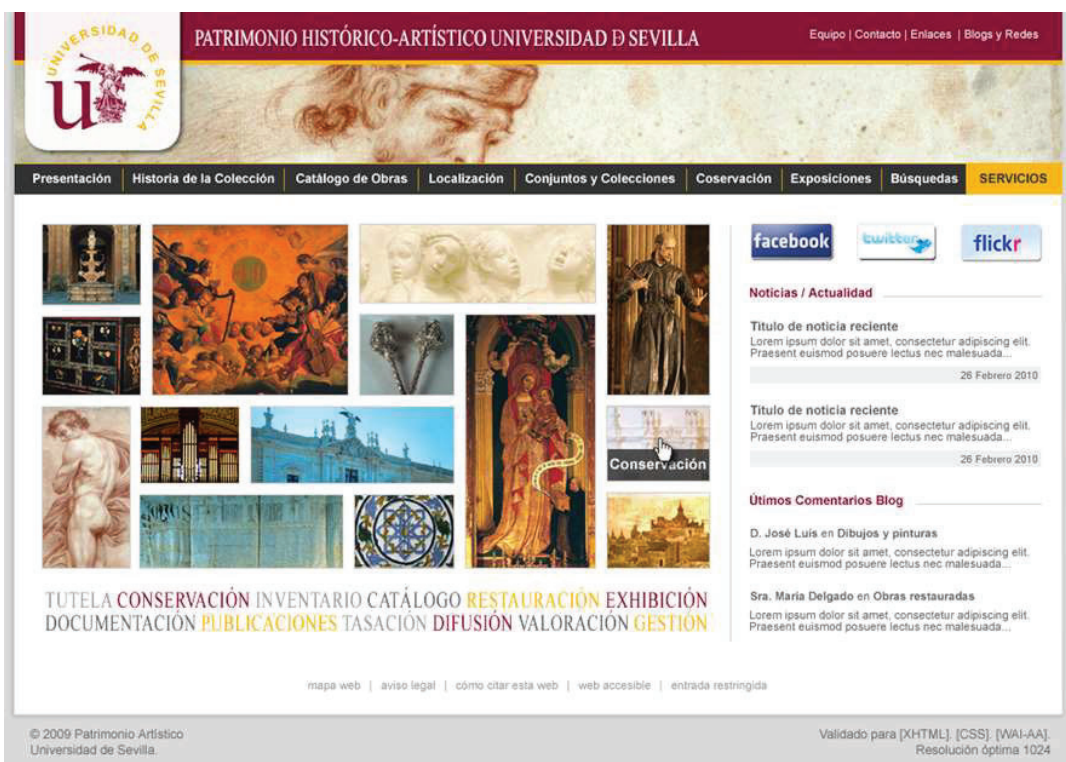 UNIVERSIDAD DE SEVILLA
PATRIMONIO HISTÓRICO-ARTÍSTICO UNIVERSIDAD Ð SEVILLA
Equipo | Contacto | Enlaces | Blogs y Redes
Presentación | Historia de la Colección | Catálogo de Obras | Localización | Conjuntos y Colecciones | Coservación | Exposiciones | Búsquedas SERVICIOS
facebook twitter flickr
Noticias / Actualidad
Titulo de noticia reciente
Lorem ipsum dolor sit amet, consectetur adipiscing elit.
Praesent euismod posuere lectus nec malesuada...
26 Febrero 2010
Titulo de noticia reciente
Lorem ipsum dolor sit amet, consectetur adipiscing elit.
Praesent euismod posuere lectus nec malesuada...
26 Febrero 2010
Conservación
Útimos Comentarios Blog
D. José Luís en Dibujos y pinturas
Lorem ipsum dolor sit amet, consectetur adipiscing elit.
Praesent euismod posuere lectus nec malesuada...
Sra. María Delgado en Obras restauradas
Lorem ipsum dolor sit amet, consectetur adipiscing elit.
Praesent euismod posuere lectus nec malesuada...
TUTELA CONSERVACIÓN INVENTARIO CATÁLOGO RESTAURACIÓN EXHIBICIÓN
DOCUMENTACIÓN PUBLICACIONES TASACIÓN DIFUSIÓN VALORACIÓN GESTIÓN
mapa web | aviso legal | cómo citar esta web | web accesible | entrada restringida
© 2009 Patrimonio Artístico
Universidad de Sevilla.
Validado para [XHTML]. [CSS]. [WAI-AA].
Resolución óptima 1024